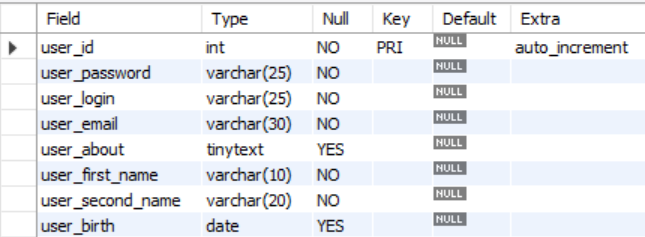 Field Type Null Key Default Extra
user_id int NO PRI NULL auto_increment
user_password varchar(25) NO NULL
user_login varchar(25) NO NULL
user_email varchar(30) NO NULL
user_about tinytext YES NULL
user_first_name varchar(10) NO NULL
user_second_name varchar(20) NO NULL
user_birth date YES NULL